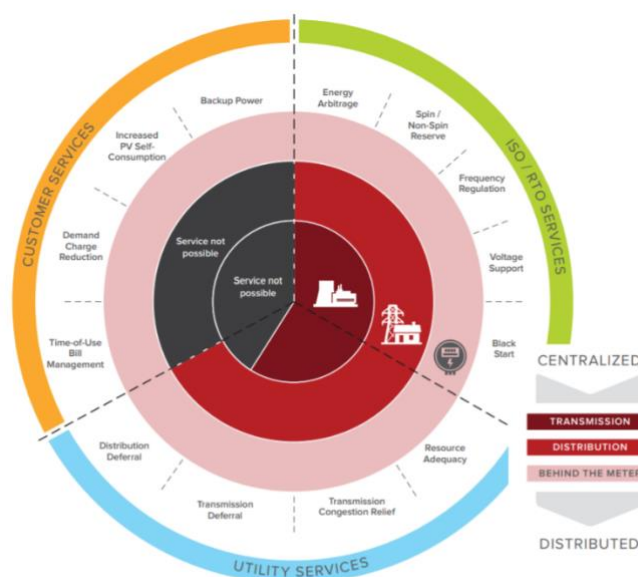 CUSTOMER SERVICES
ISO / RTO SERVICES
UTILITY SERVICES
Backup Power
Increased
PV Self-
Consumption
Demand
Charge
Reduction
Time-of-Use
Bill
Management
Energy
Arbitrage
Spin /
Non-Spin
Reserve
Frequency
Regulation
Voltage
Support
Black
Start
Resource
Adequacy
Transmission
Congestion Relief
Transmission
Deferral
Distribution
Deferral
Service not
possible
Service not
possible
CENTRALIZED
TRANSMISSION
DISTRIBUTION
BEHIND THE METER
DISTRIBUTED